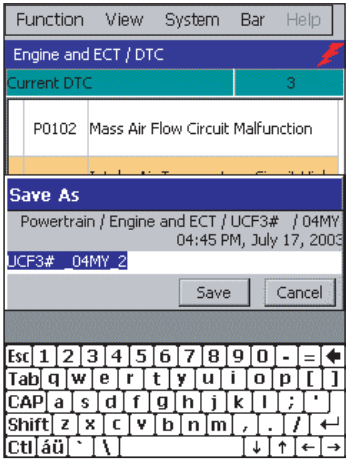 Function View System Bar Help
Engine and ECT / DTC
Current DTC 3
P0102 Mass Air Flow Circuit Malfunction
Save As
Powertrain / Engine and ECT / UCF3# / 04MY
04:45 PM, July 17, 2003
UCF3# _04MY_2
Save Cancel
Esc 1 2 3 4 5 6 7 8 9 0 - =
Tab q w e r t y u i o p [ ]
CAP a s d f g h j k l ; '
Shift z x c v b n m , . /
Ctl áü ` \ ↓ ↑ ← →